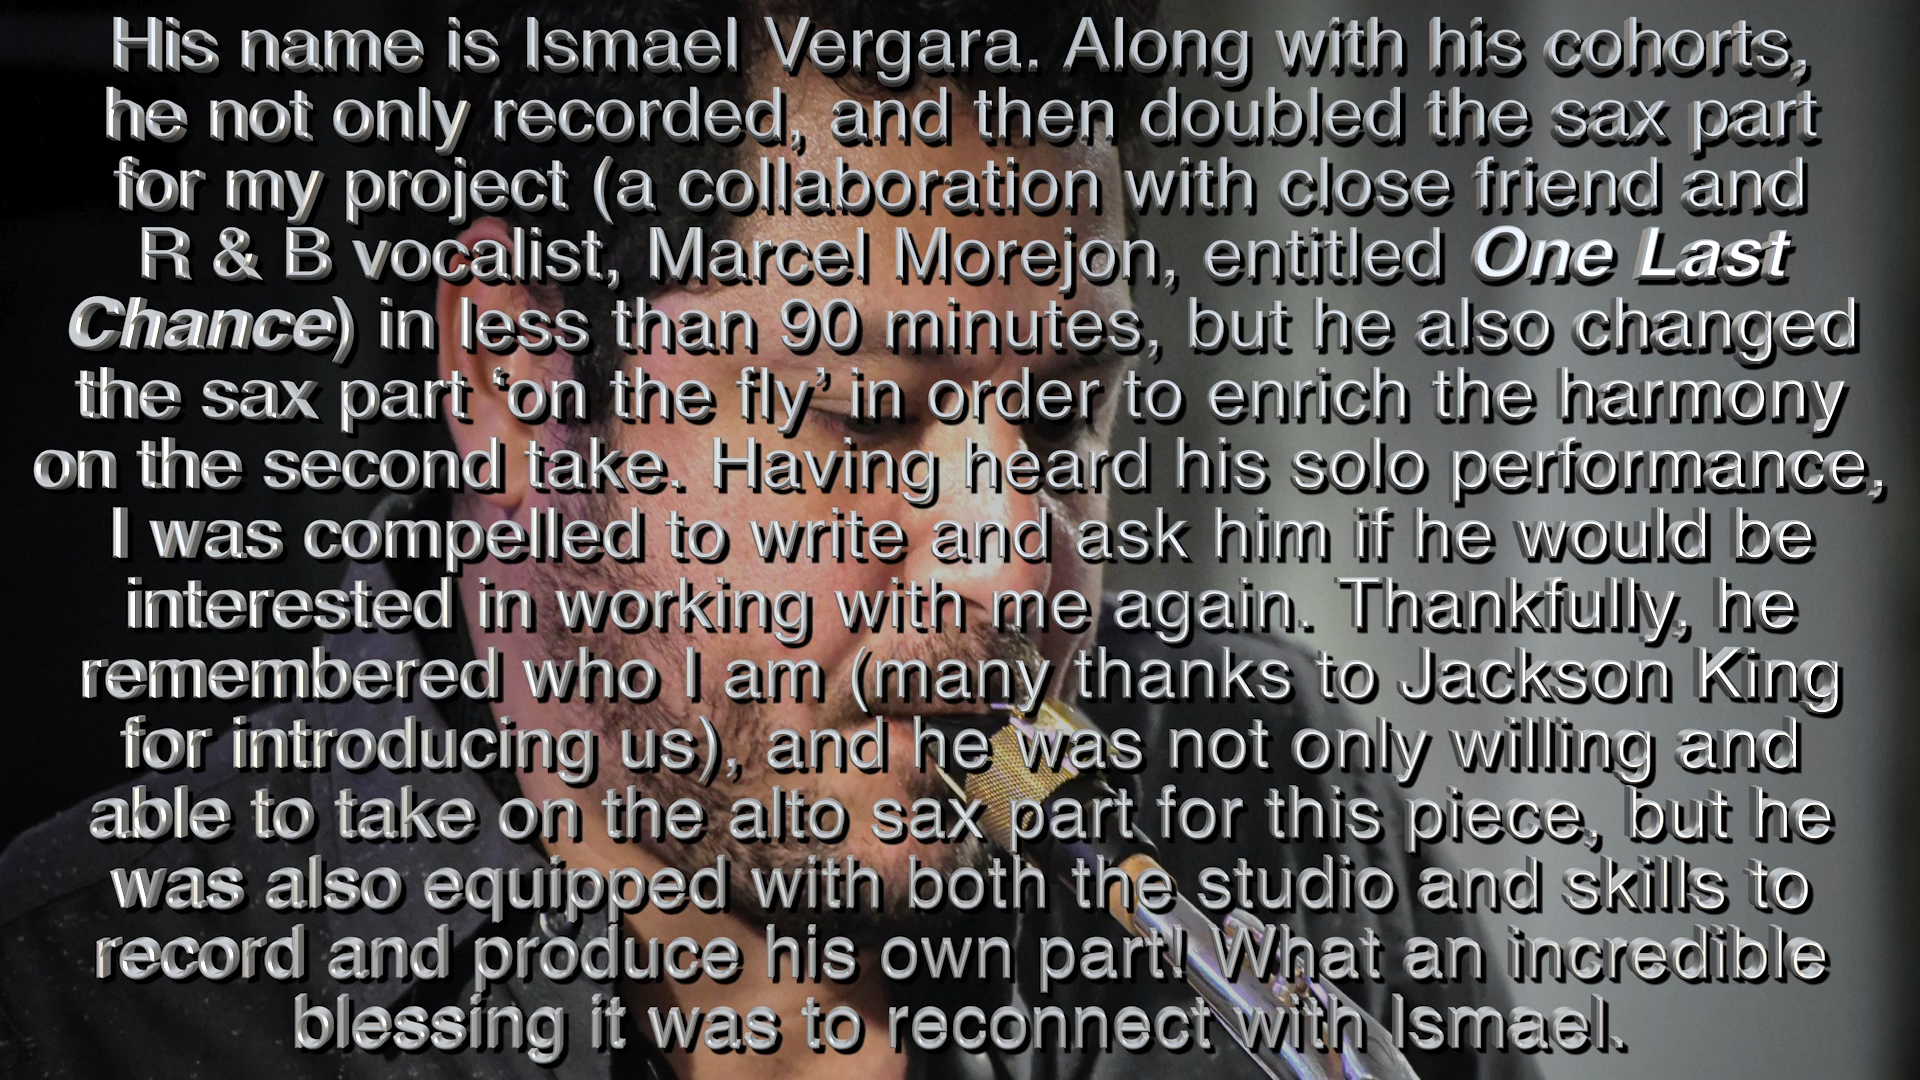 His name is Ismael Vergara. Along with his cohorts,
he not only recorded, and then doubled the sax part
for my project (a collaboration with close friend and
R & B vocalist, Marcel Morejon, entitled One Last
Chance) in less than 90 minutes, but he also changed
the sax part ‘on the fly’ in order to enrich the harmony
on the second take. Having heard his solo performance,
I was compelled to write and ask him if he would be
interested in working with me again. Thankfully, he
remembered who I am (many thanks to Jackson King
for introducing us), and he was not only willing and
able to take on the alto sax part for this piece, but he
was also equipped with both the studio and skills to
record and produce his own part! What an incredible
blessing it was to reconnect with Ismael.